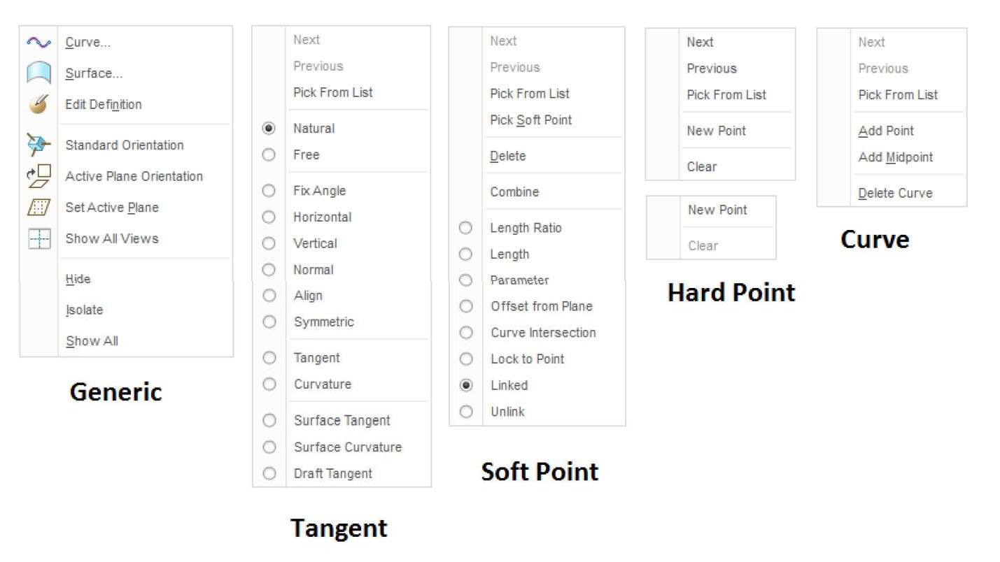 Curve...
Surface...
Edit Definition
Standard Orientation
Active Plane Orientation
Set Active Plane
Show All Views
Hide
Isolate
Show All
Generic
Next
Previous
Pick From List
Natural
Free
Fix Angle
Horizontal
Vertical
Normal
Align
Symmetric
Tangent
Curvature
Surface Tangent
Surface Curvature
Draft Tangent
Tangent
Next
Previous
Pick From List
Pick Soft Point
Delete
Combine
Length Ratio
Length
Parameter
Offset from Plane
Curve Intersection
Lock to Point
Linked
Unlink
Soft Point
Next
Previous
Pick From List
New Point
Clear
New Point
Clear
Hard Point
Next
Previous
Pick From List
Add Point
Add Midpoint
Delete Curve
Curve